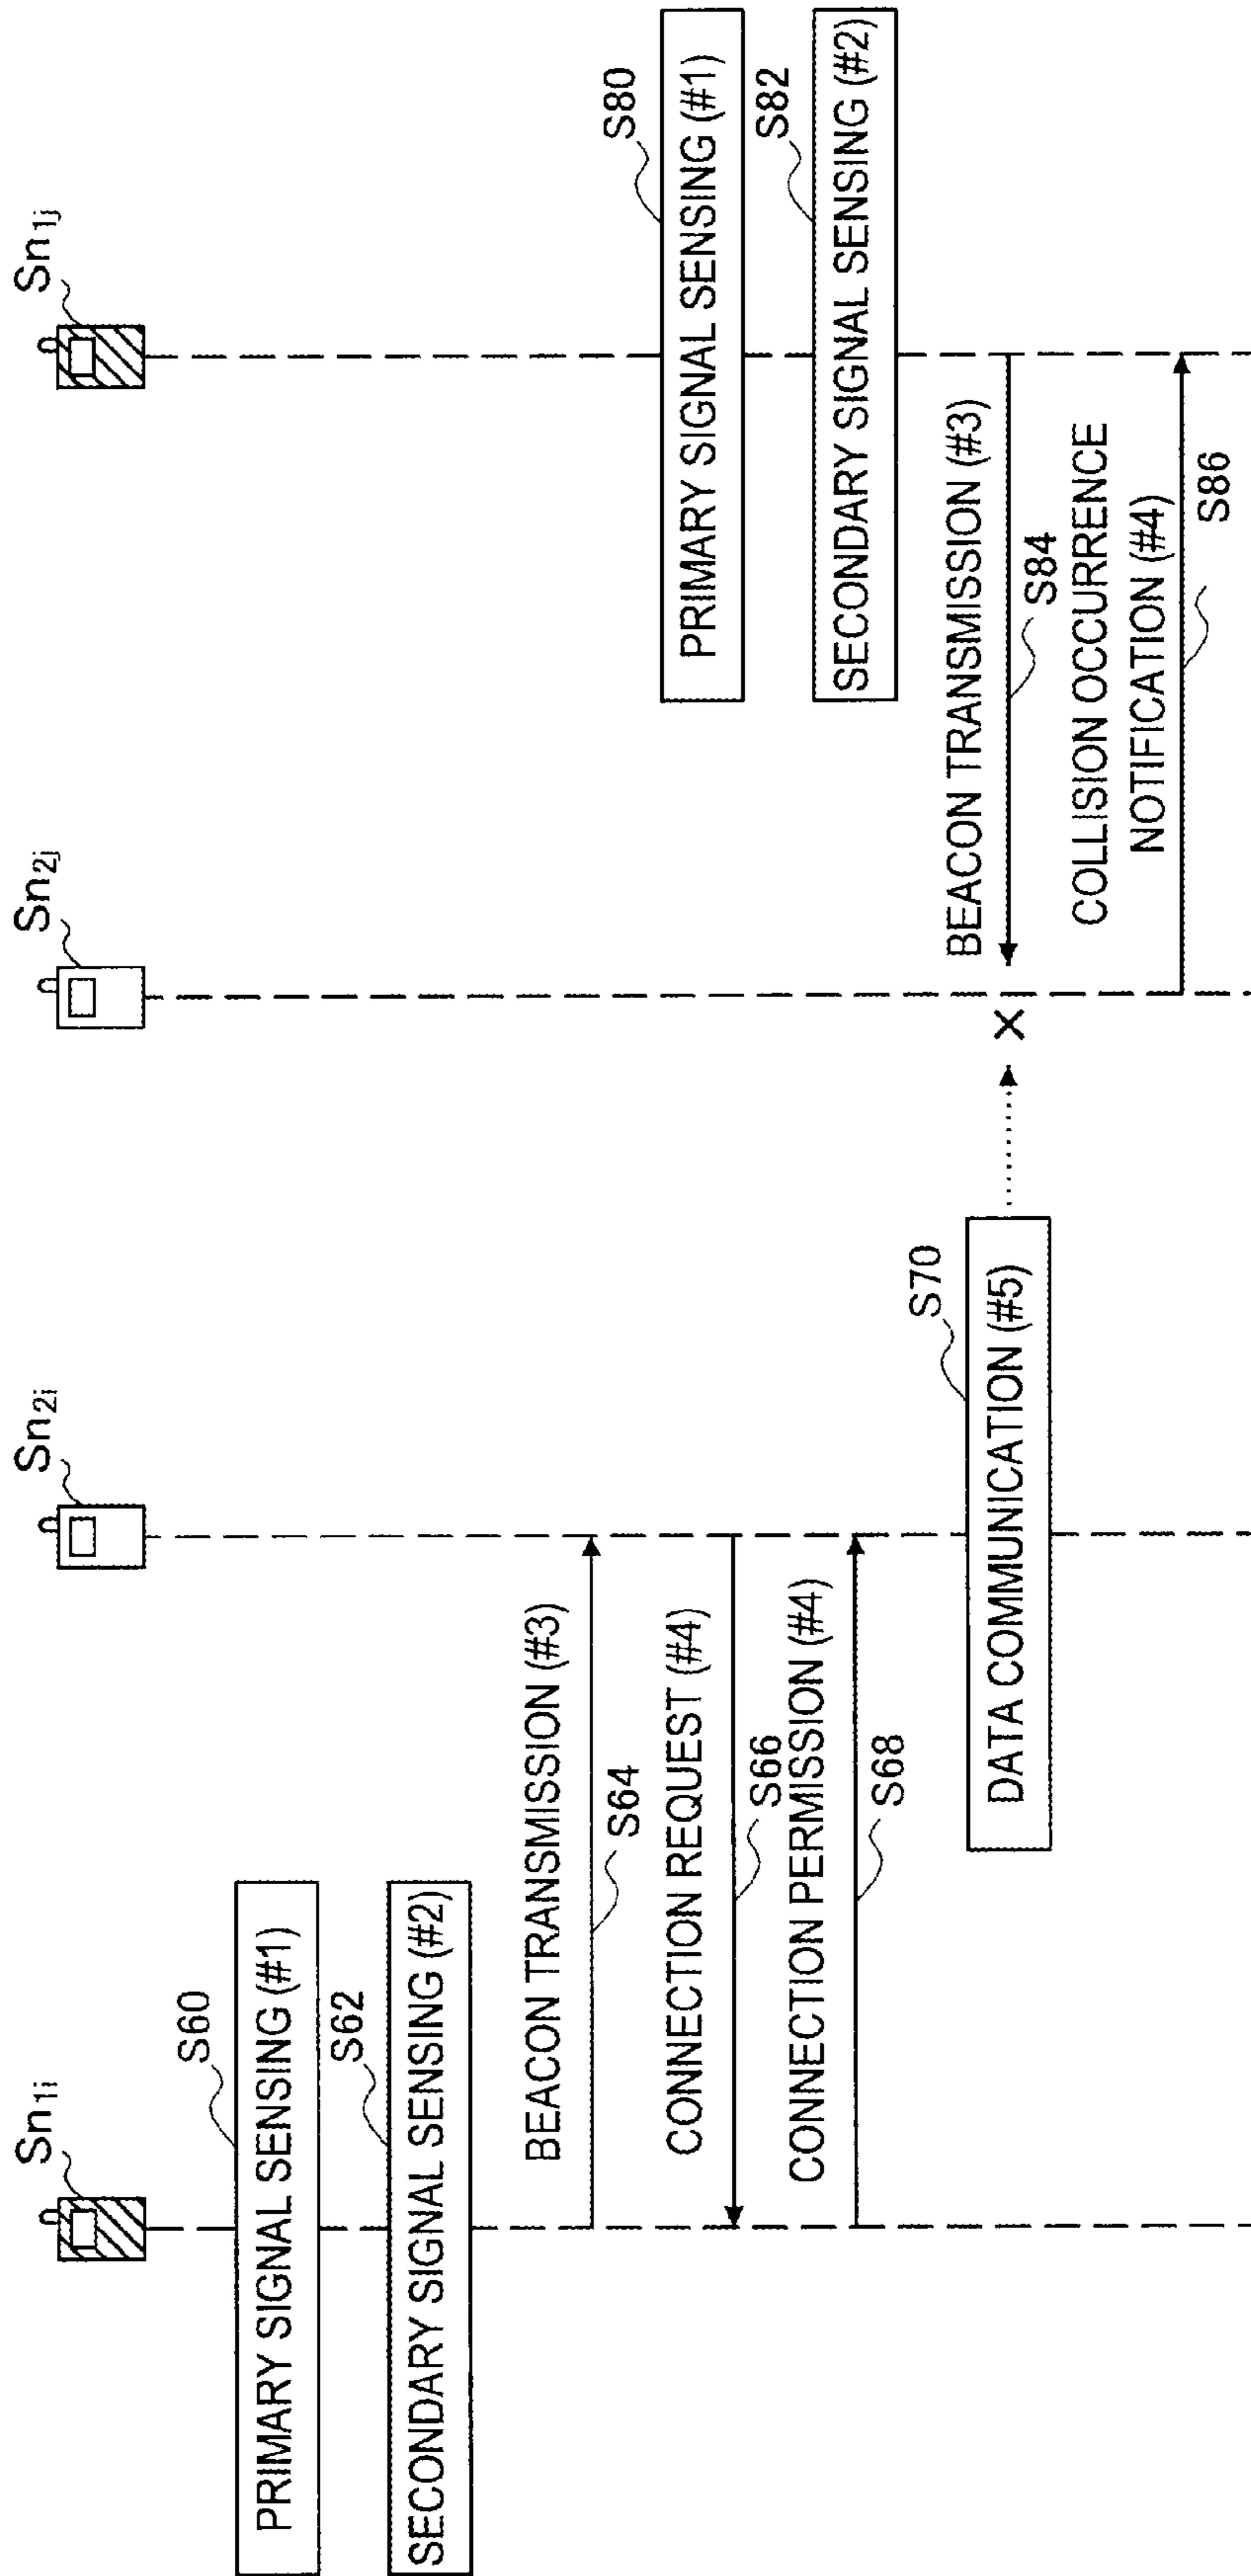 Sn1i
Sn2i
Sn2j
Sn1j
S60
PRIMARY SIGNAL SENSING (#1)
S62
SECONDARY SIGNAL SENSING (#2)
BEACON TRANSMISSION (#3)
S64
CONNECTION REQUEST (#4)
S66
CONNECTION PERMISSION (#4)
S68
S70
DATA COMMUNICATION (#5)
X
S80
PRIMARY SIGNAL SENSING (#1)
S82
SECONDARY SIGNAL SENSING (#2)
BEACON TRANSMISSION (#3)
S84
COLLISION OCCURRENCE
NOTIFICATION (#4)
S86